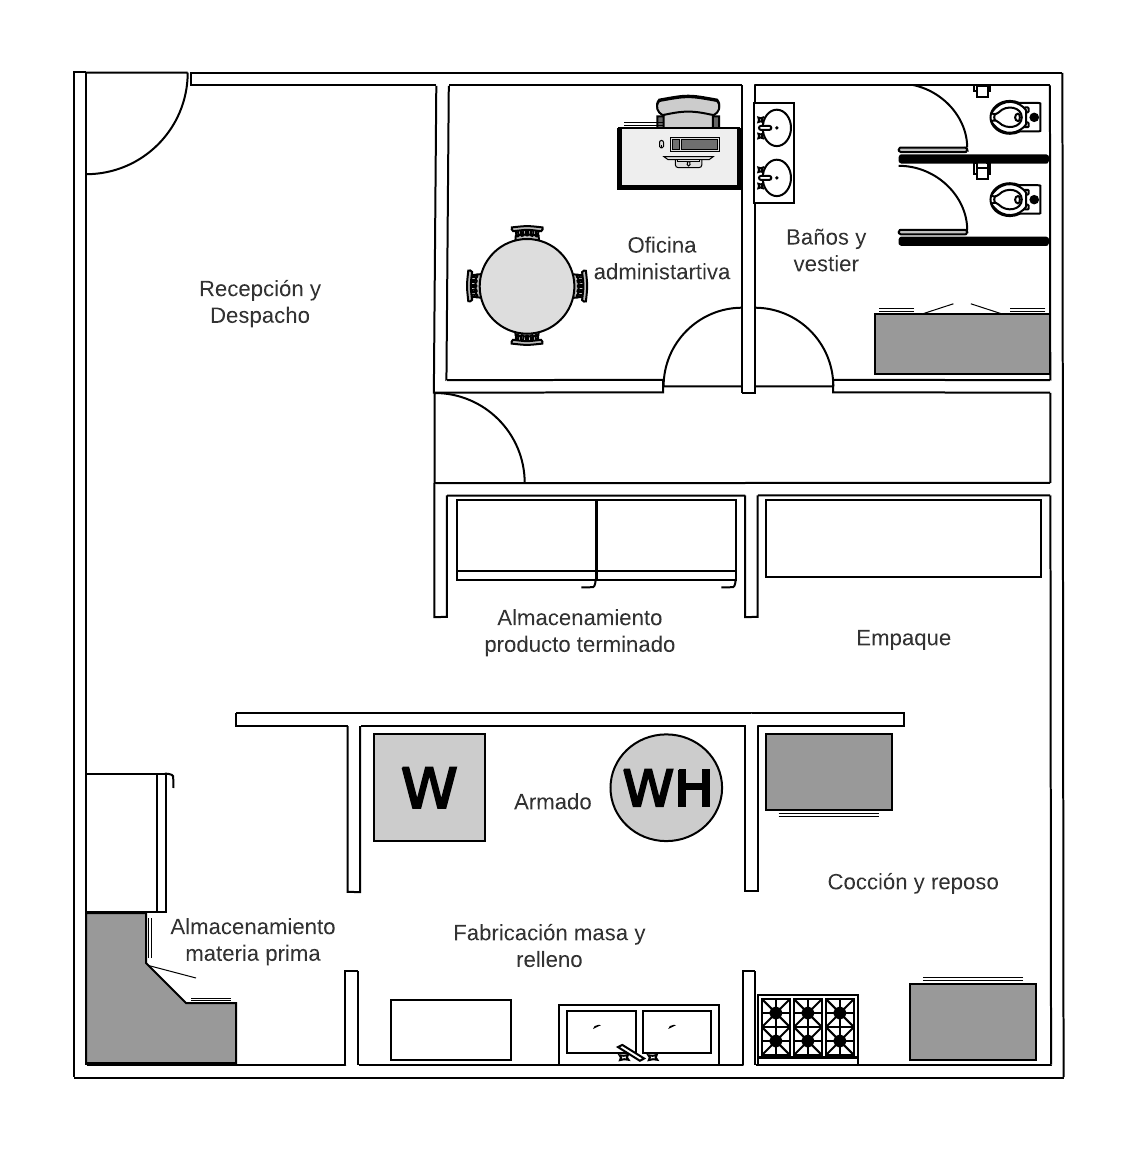 Oficina
administartiva
Baños y
vestier
Recepción y
Despacho
Almacenamiento
producto terminado
Empaque
W
Armado
WH
Cocción y reposo
Almacenamiento
materia prima
Fabricación masa y
relleno